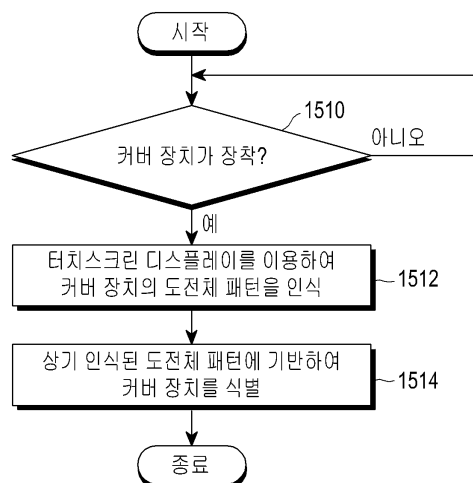 시작
1510
커버 장치가 장착?
아니오
예
터치스크린 디스플레이를 이용하여
커버 장치의 도전체 패턴을 인식
1512
상기 인식된 도전체 패턴에 기반하여
커버 장치를 식별
1514
종료